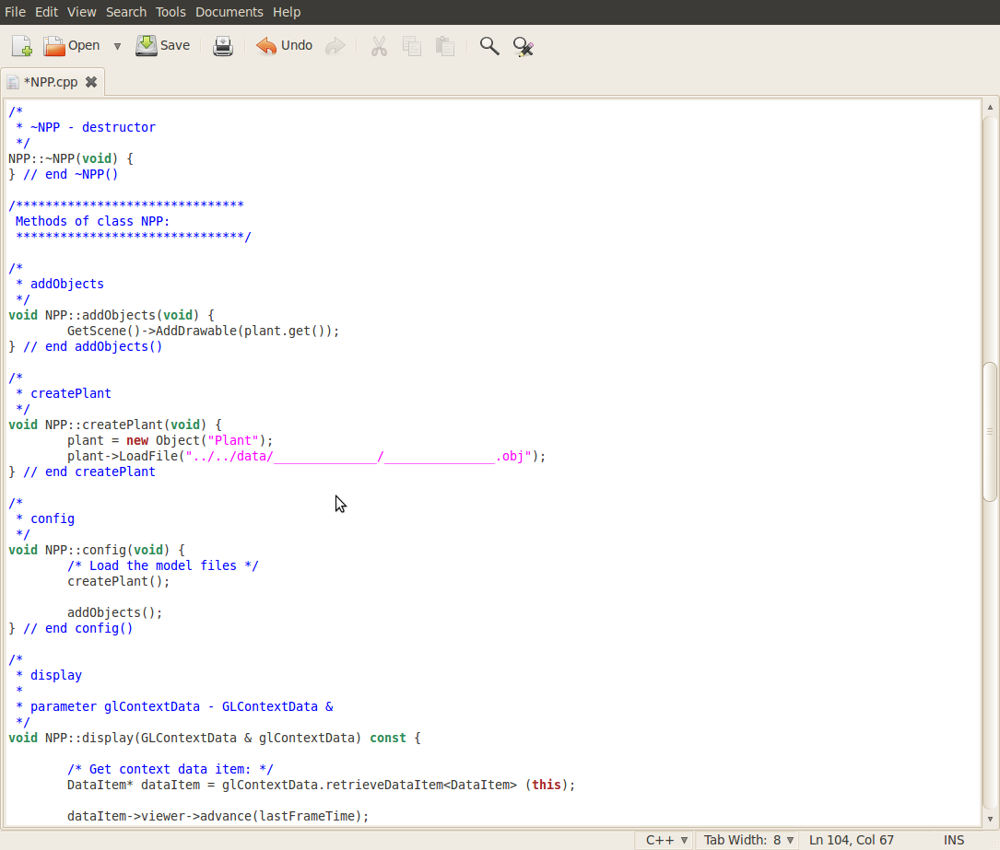 File Edit View Search Tools Documents Help
Open Save Undo
*NPP.cpp
/*
 * ~NPP - destructor
 */
NPP::~NPP(void) {
} // end ~NPP()

/*******************************
 Methods of class NPP:
 *******************************/

/*
 * addObjects
 */
void NPP::addObjects(void) {
        GetScene()->AddDrawable(plant.get());
} // end addObjects()

/*
 * createPlant
 */
void NPP::createPlant(void) {
        plant = new Object("Plant");
        plant->LoadFile("../../data/______________/_______________.obj");
} // end createPlant

/*
 * config
 */
void NPP::config(void) {
        /* Load the model files */
        createPlant();

        addObjects();
} // end config()

/*
 * display
 *
 * parameter glContextData - GLContextData &
 */
void NPP::display(GLContextData & glContextData) const {

        /* Get context data item: */
        DataItem* dataItem = glContextData.retrieveDataItem<DataItem> (this);

        dataItem->viewer->advance(lastFrameTime);
C++ Tab Width: 8 Ln 104, Col 67 INS